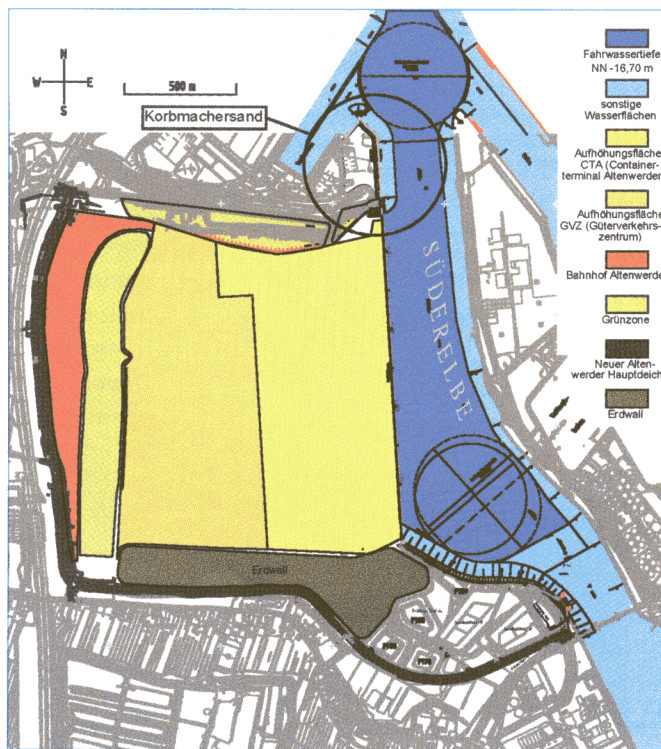 N
W E
S
500 m
Korbmachersand
SÜDERELBE
Erdwall
Fahrwassertiefe
NN -16,70 m
sonstige
Wasserflächen
Aufhöhungsfläche
CTA (Container-
terminal Altenwerder
Aufhöhungsfläche
GVZ (Güterverkehrs-
zentrum)
Bahnhof Altenwerder
Grünzone
Neuer Alten-
werder Hauptdeich
Erdwall